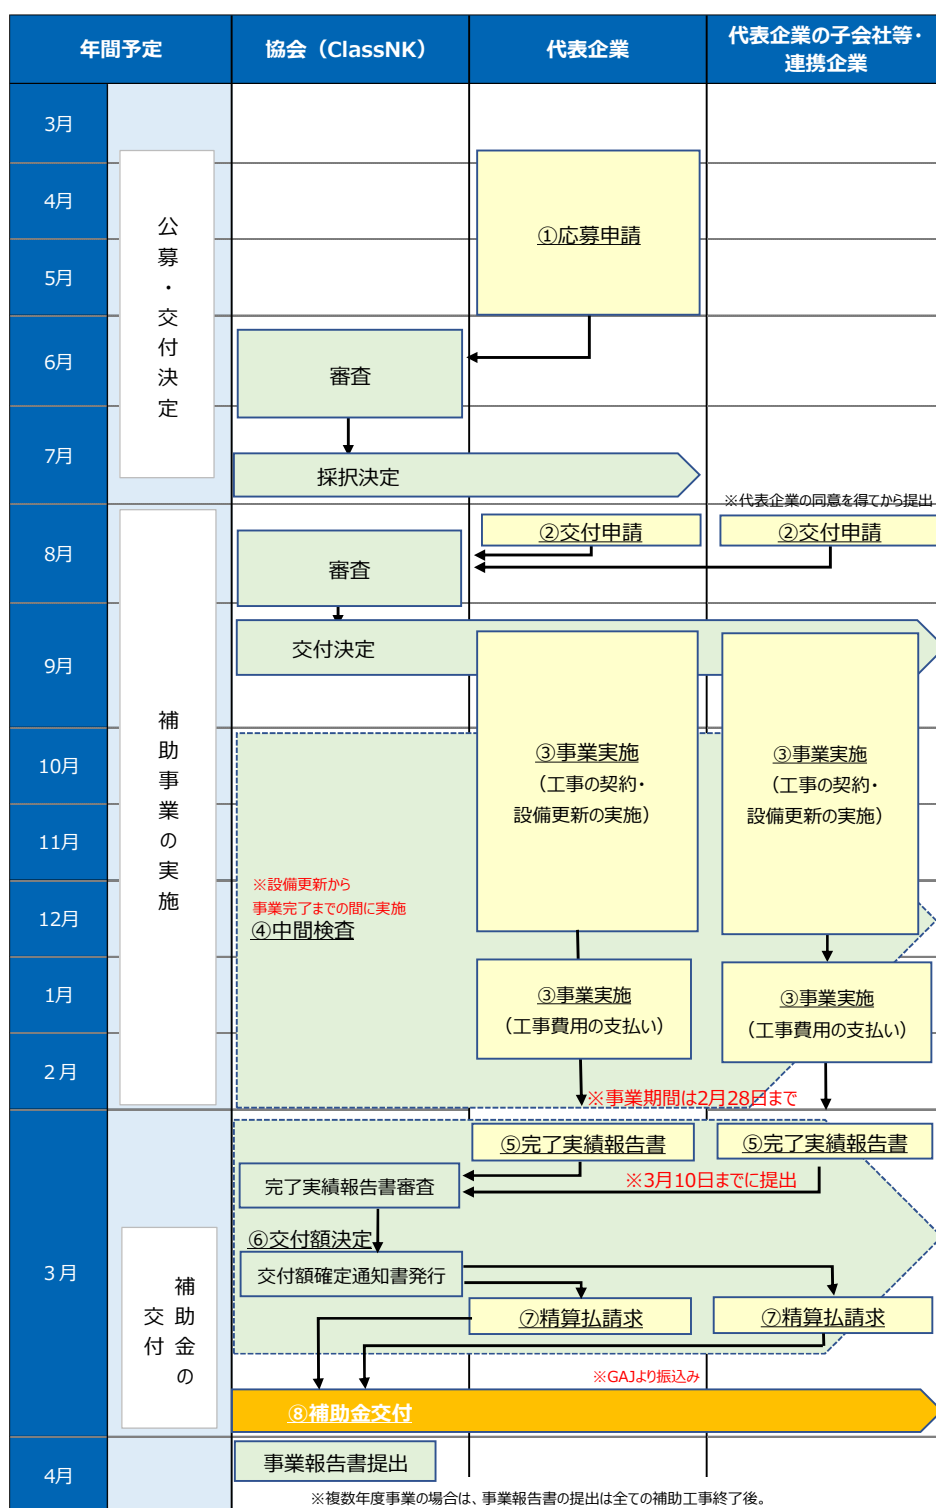 年間予定
協会（ClassNK）
代表企業
代表企業の子会社等・
連携企業
3月
4月
5月
6月
7月
8月
9月
10月
11月
12月
1月
2月
3月
4月
公募・交付決定
補助事業の実施
補助金の
交付
①応募申請
審査
採択決定
※代表企業の同意を得てから提出
②交付申請
②交付申請
審査
交付決定
③事業実施
（工事の契約・
設備更新の実施）
③事業実施
（工事の契約・
設備更新の実施）
※設備更新から
事業完了までの間に実施
④中間検査
③事業実施
（工事費用の支払い）
③事業実施
（工事費用の支払い）
※事業期間は2月28日まで
⑤完了実績報告書
⑤完了実績報告書
完了実績報告書審査
※3月10日までに提出
⑥交付額決定
交付額確定通知書発行
⑦精算払請求
⑦精算払請求
※GAJより振込み
⑧補助金交付
事業報告書提出
※複数年度事業の場合は、事業報告書の提出は全ての補助工事終了後。